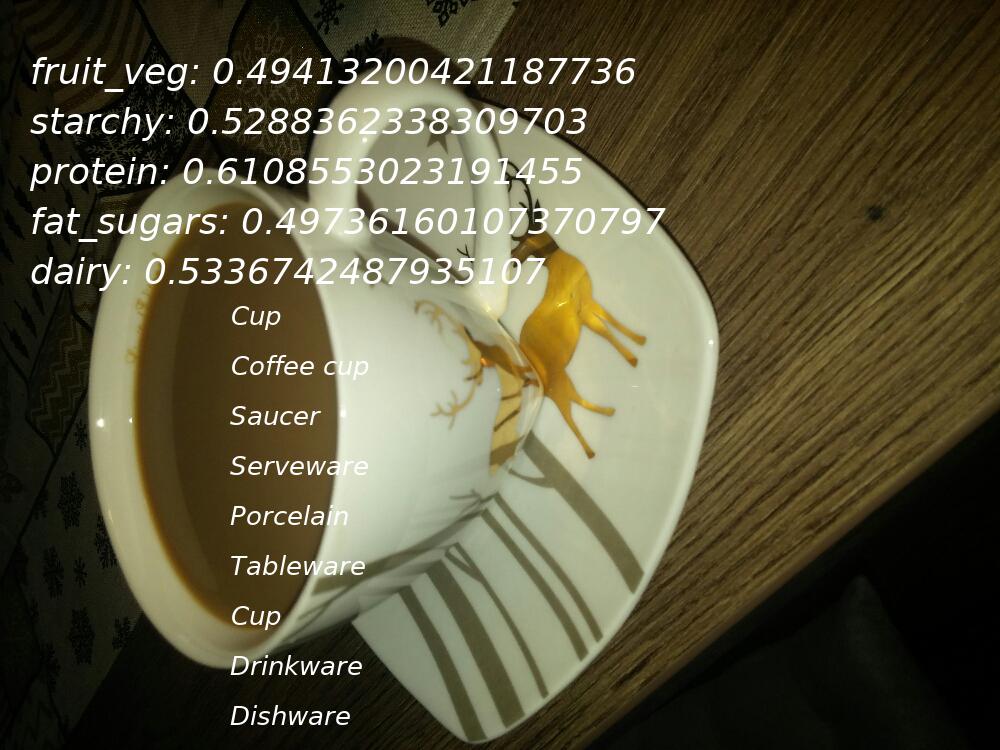 fruit_veg: 0.49413200421187736
starchy: 0.5288362338309703
protein: 0.6108553023191455
fat_sugars: 0.49736160107370797
dairy: 0.5336742487935107
Cup
Coffee cup
Saucer
Serveware
Porcelain
Tableware
Cup
Drinkware
Dishware